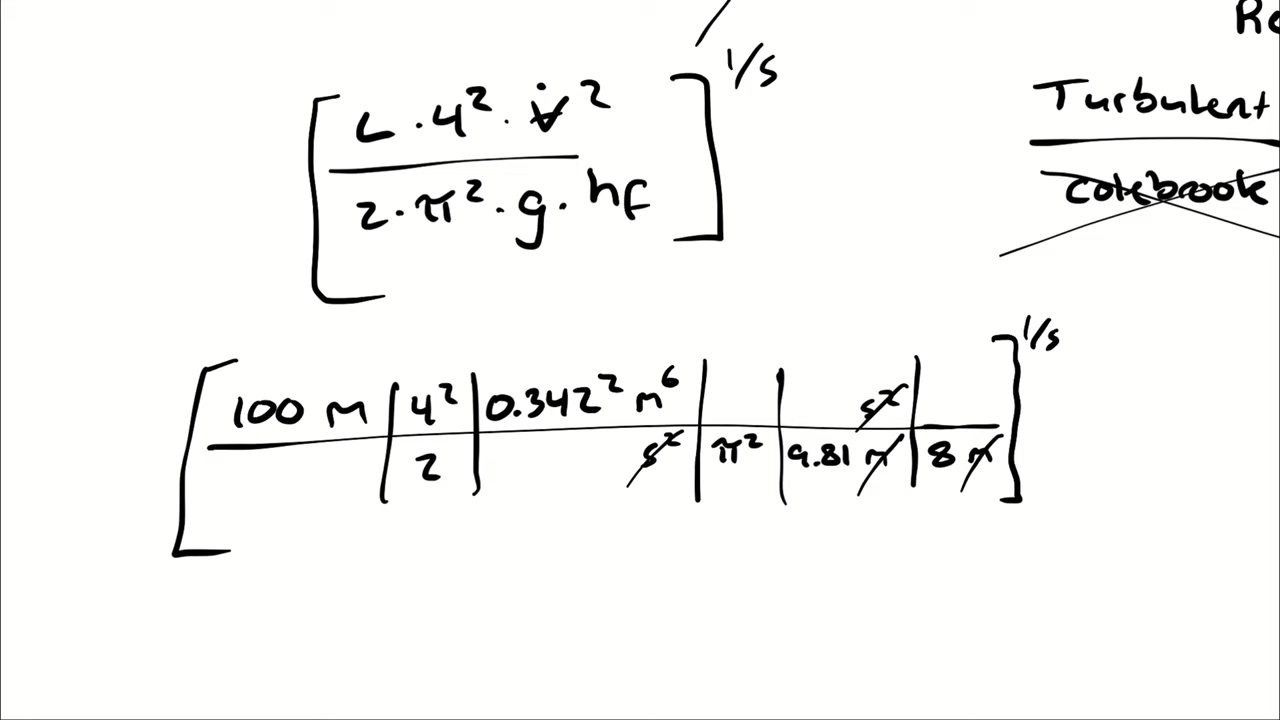 Re
[L · 4² · V̇² / 2 · π² · g · hf]^1/5
Turbulent
Colebrook
[100 m | 4² | 0.342² m⁶ | | s² |
2 | s² | π² | 9.81 m | 8 m]^1/5